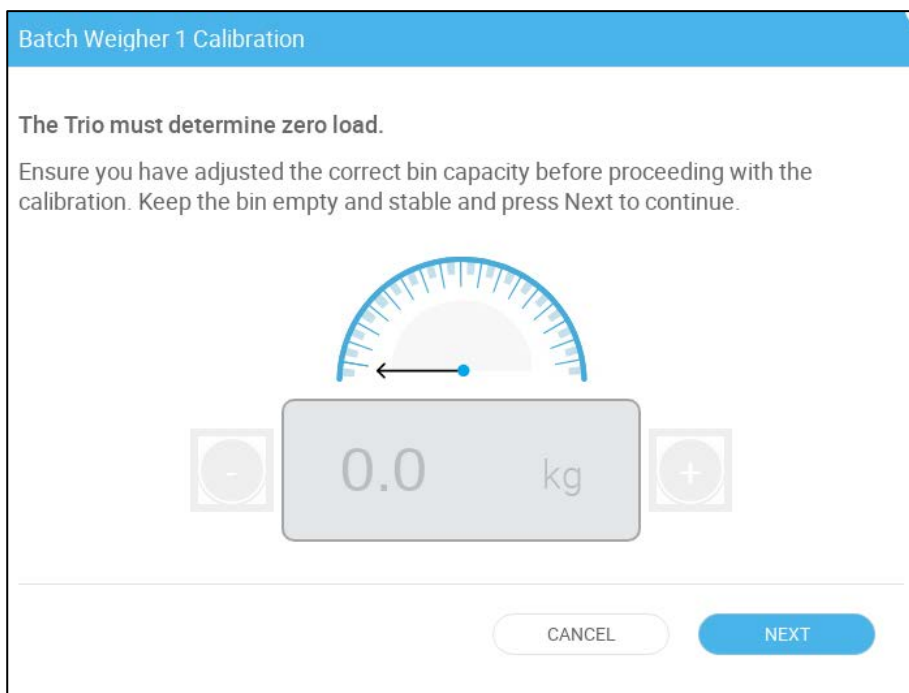 Batch Weigher 1 Calibration
The Trio must determine zero load.
Ensure you have adjusted the correct bin capacity before proceeding with the
calibration. Keep the bin empty and stable and press Next to continue.
- 0.0 kg +
CANCEL NEXT